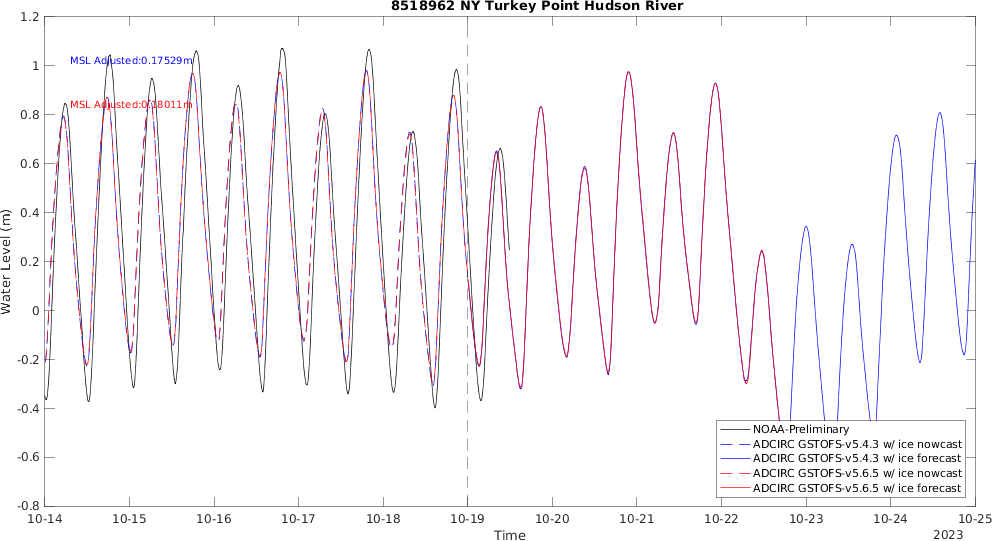 8518962 NY Turkey Point Hudson River
1.2
1
0.8
0.6
0.4
0.2
0
-0.2
-0.4
-0.6
-0.8
Water Level (m)
MSL Adjusted:0.17529m
MSL Adjusted:0.18011m
NOAA-Preliminary
ADCIRC GSTOFS-v5.4.3 w/ ice nowcast
ADCIRC GSTOFS-v5.4.3 w/ ice forecast
ADCIRC GSTOFS-v5.6.5 w/ ice nowcast
ADCIRC GSTOFS-v5.6.5 w/ ice forecast
10-14 10-15 10-16 10-17 10-18 10-19 10-20 10-21 10-22 10-23 10-24 10-25
Time
2023